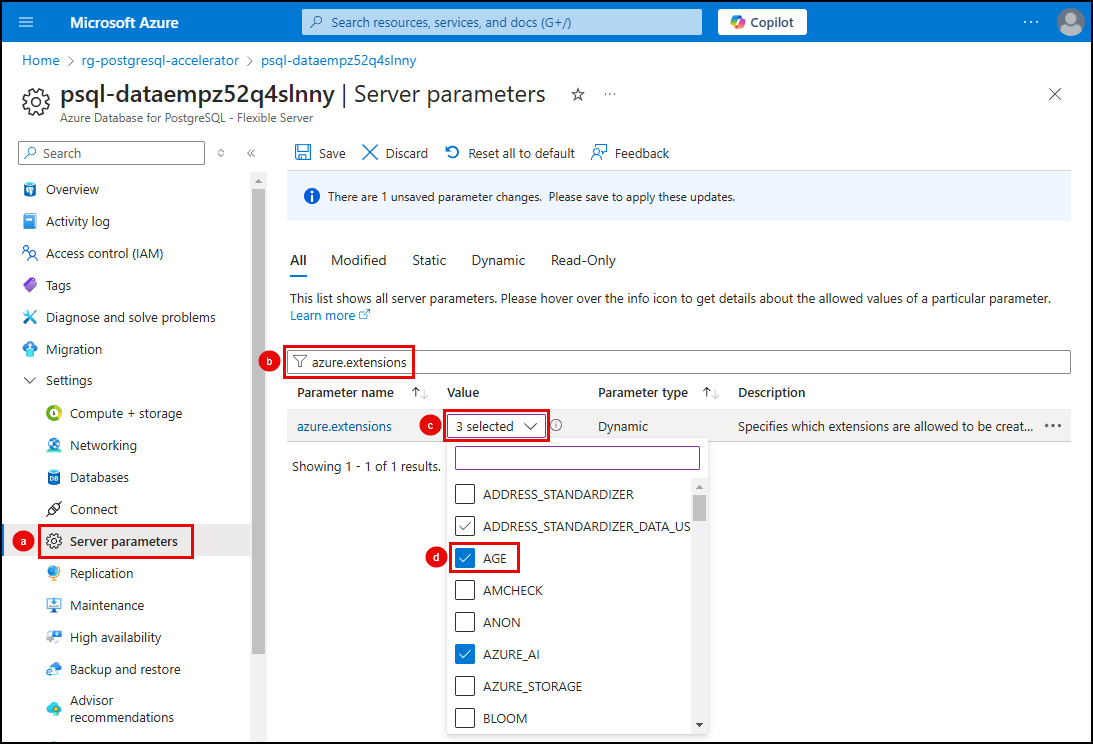 Microsoft Azure
Search resources, services, and docs (G+/)
Copilot
Home > rg-postgresql-accelerator > psql-dataempz52q4slnny
psql-dataempz52q4slnny | Server parameters
Azure Database for PostgreSQL - Flexible Server
Search
Save
Discard
Reset all to default
Feedback
There are 1 unsaved parameter changes. Please save to apply these updates.
Overview
Activity log
Access control (IAM)
Tags
Diagnose and solve problems
Migration
Settings
Compute + storage
Networking
Databases
Connect
a
Server parameters
Replication
Maintenance
High availability
Backup and restore
Advisor
recommendations
All Modified Static Dynamic Read-Only
This list shows all server parameters. Please hover over the info icon to get details about the allowed values of a particular parameter.
Learn more
b
azure.extensions
Parameter name Value Parameter type Description
azure.extensions c 3 selected Dynamic Specifies which extensions are allowed to be creat...
Showing 1 - 1 of 1 results.
ADDRESS_STANDARDIZER
ADDRESS_STANDARDIZER_DATA_US
d
AGE
AMCHECK
ANON
AZURE_AI
AZURE_STORAGE
BLOOM